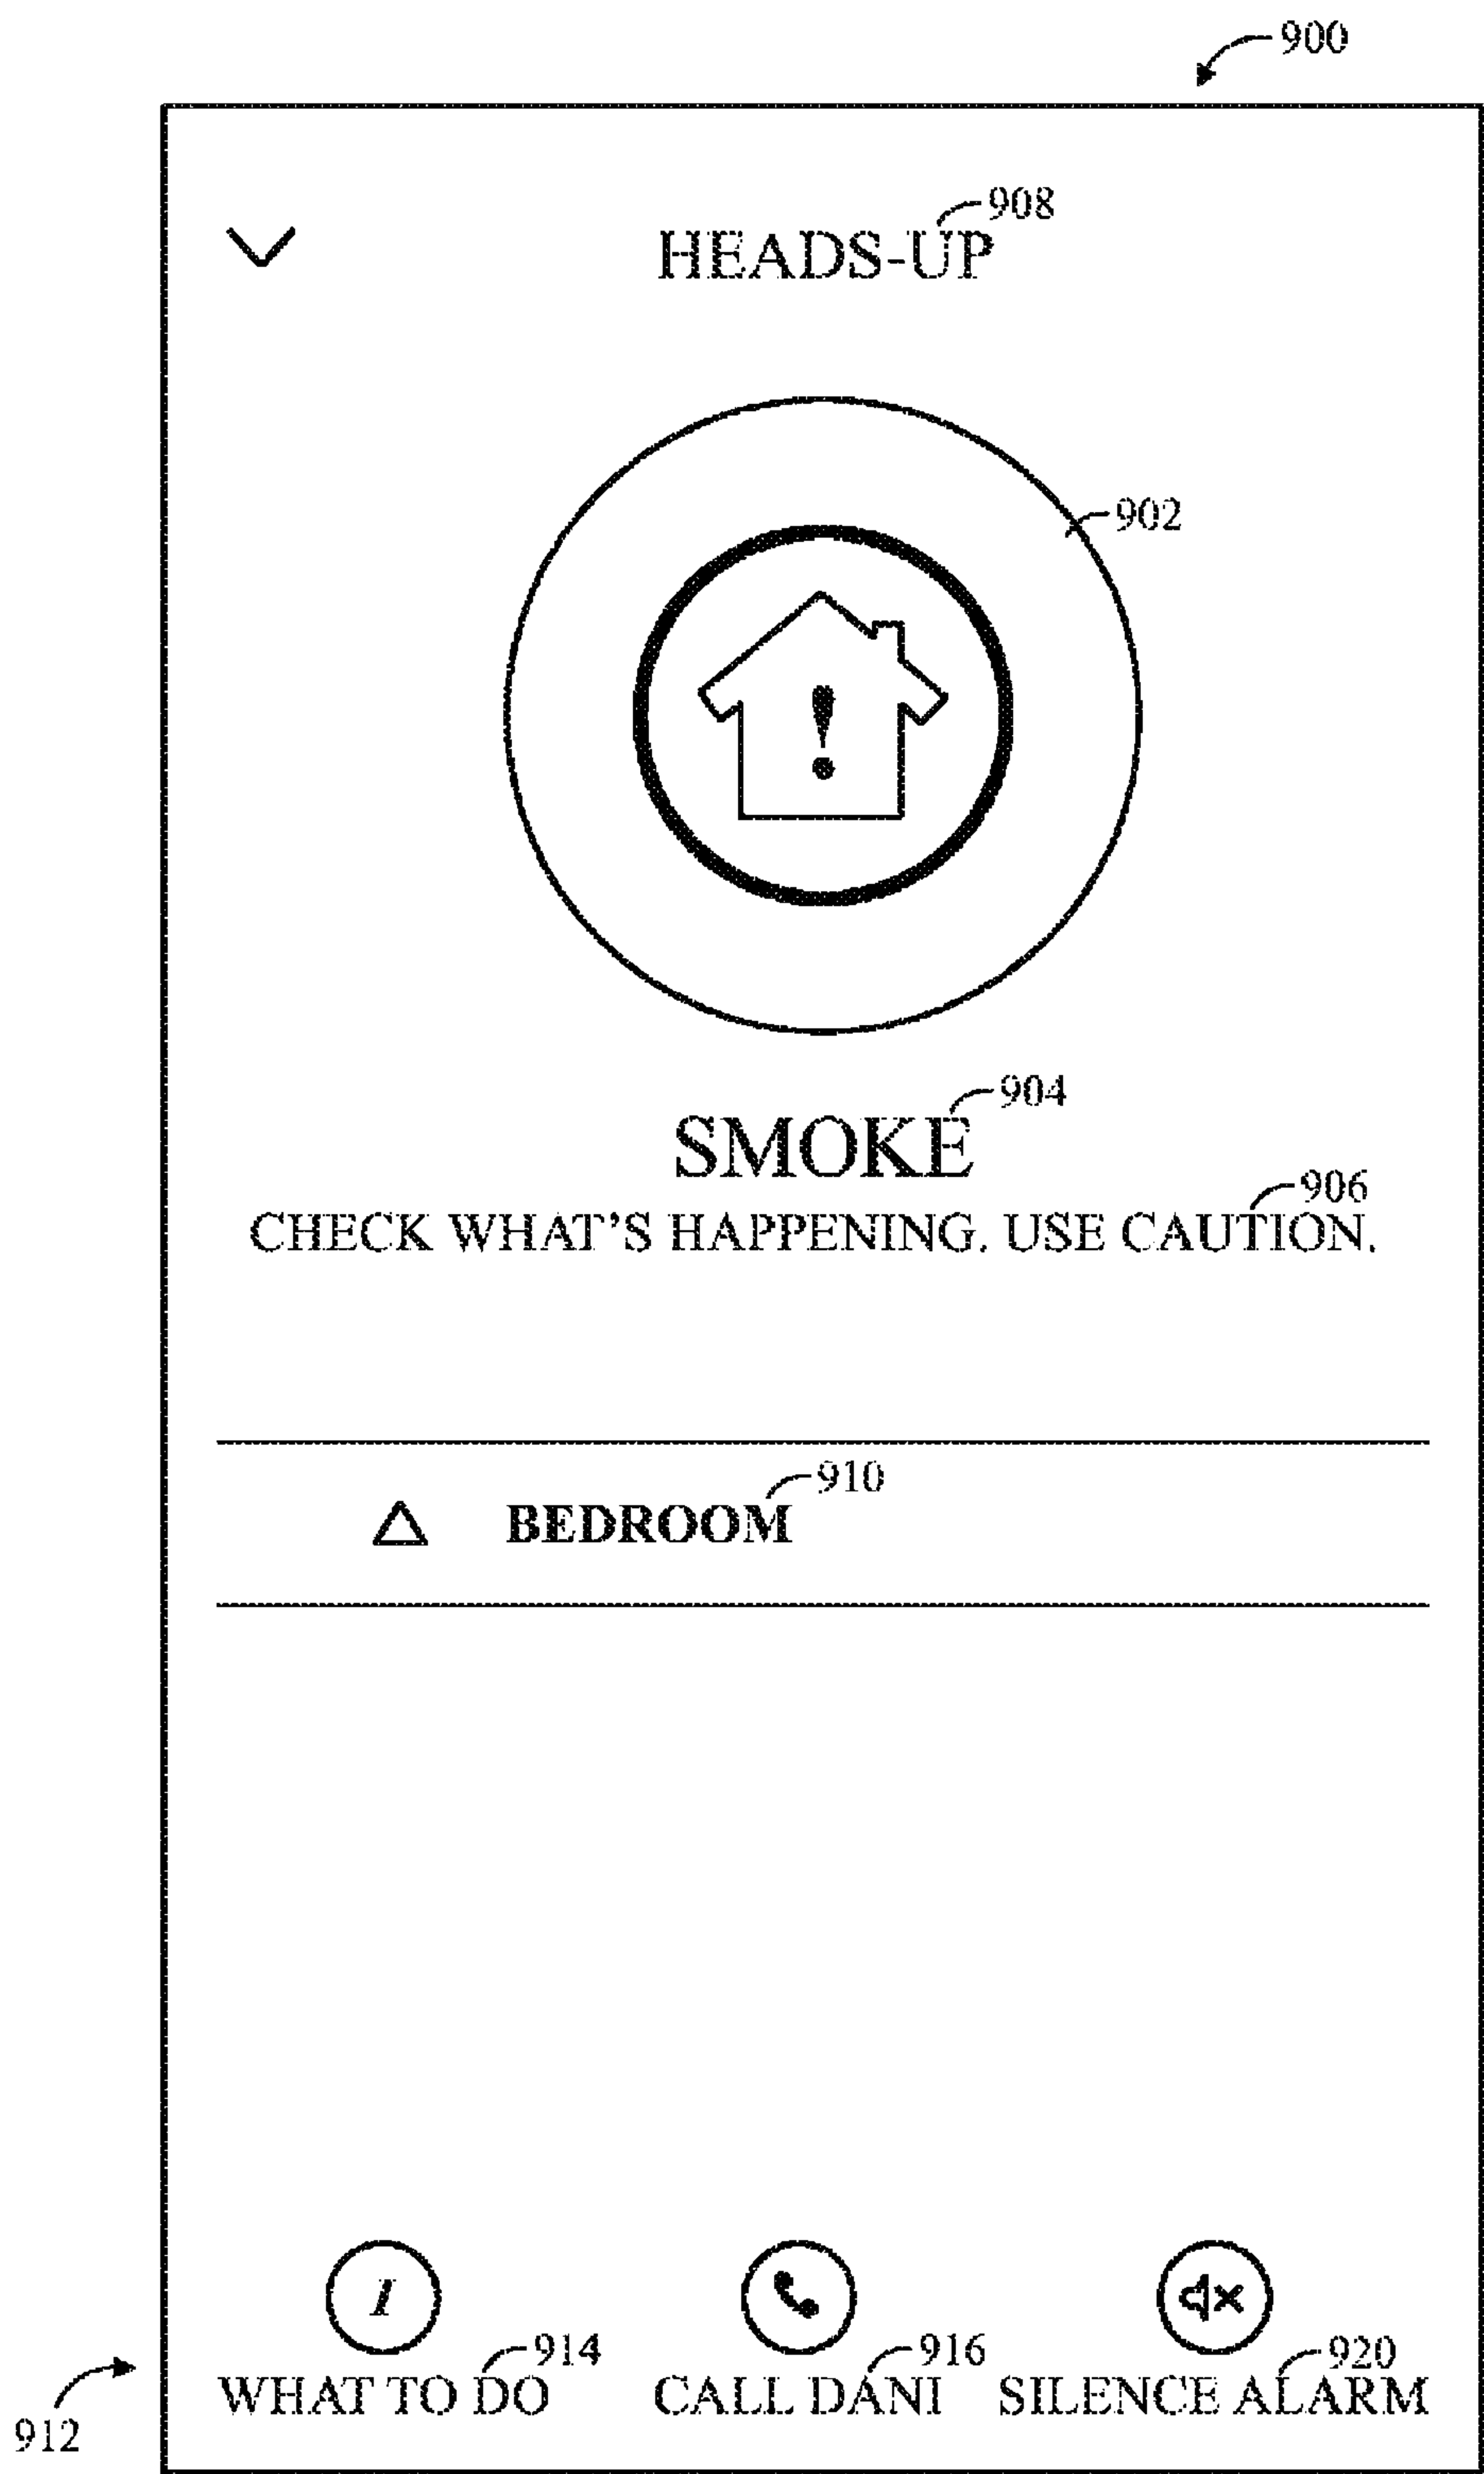 900
908
HEADS-UP
902
!
904
SMOKE
906
CHECK WHAT'S HAPPENING. USE CAUTION.
910
BEDROOM
I
914
916
920
WHAT TO DO
CALL DANI
SILENCE ALARM
912